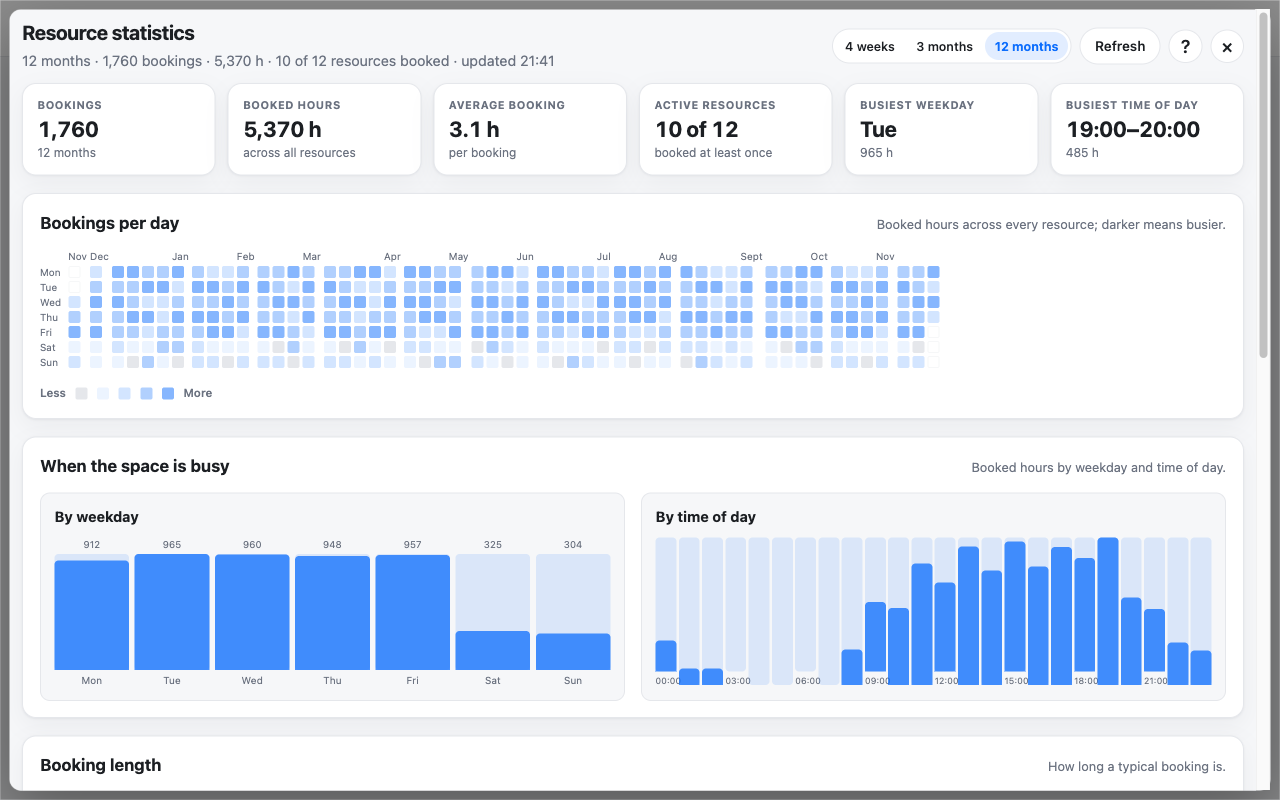 Resource statistics
12 months · 1,760 bookings · 5,370 h · 10 of 12 resources booked · updated 21:41
4 weeks 3 months 12 months Refresh ? ×
BOOKINGS
1,760
12 months
BOOKED HOURS
5,370 h
across all resources
AVERAGE BOOKING
3.1 h
per booking
ACTIVE RESOURCES
10 of 12
booked at least once
BUSIEST WEEKDAY
Tue
965 h
BUSIEST TIME OF DAY
19:00–20:00
485 h
Bookings per day
Booked hours across every resource; darker means busier.
Nov Dec Jan Feb Mar Apr May Jun Jul Aug Sept Oct Nov
Mon
Tue
Wed
Thu
Fri
Sat
Sun
Less More
When the space is busy
Booked hours by weekday and time of day.
By weekday
912 965 960 948 957 325 304
Mon Tue Wed Thu Fri Sat Sun
By time of day
00:00 03:00 06:00 09:00 12:00 15:00 18:00 21:00
Booking length
How long a typical booking is.